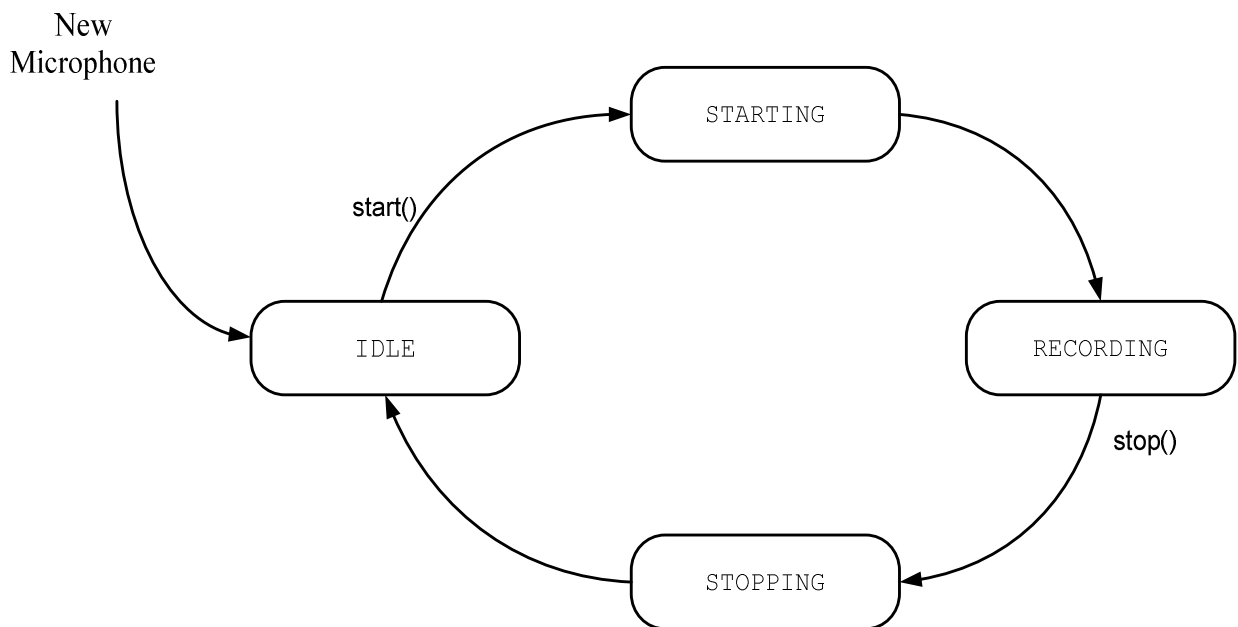 New
Microphone
STARTING
start()
IDLE
RECORDING
stop()
STOPPING